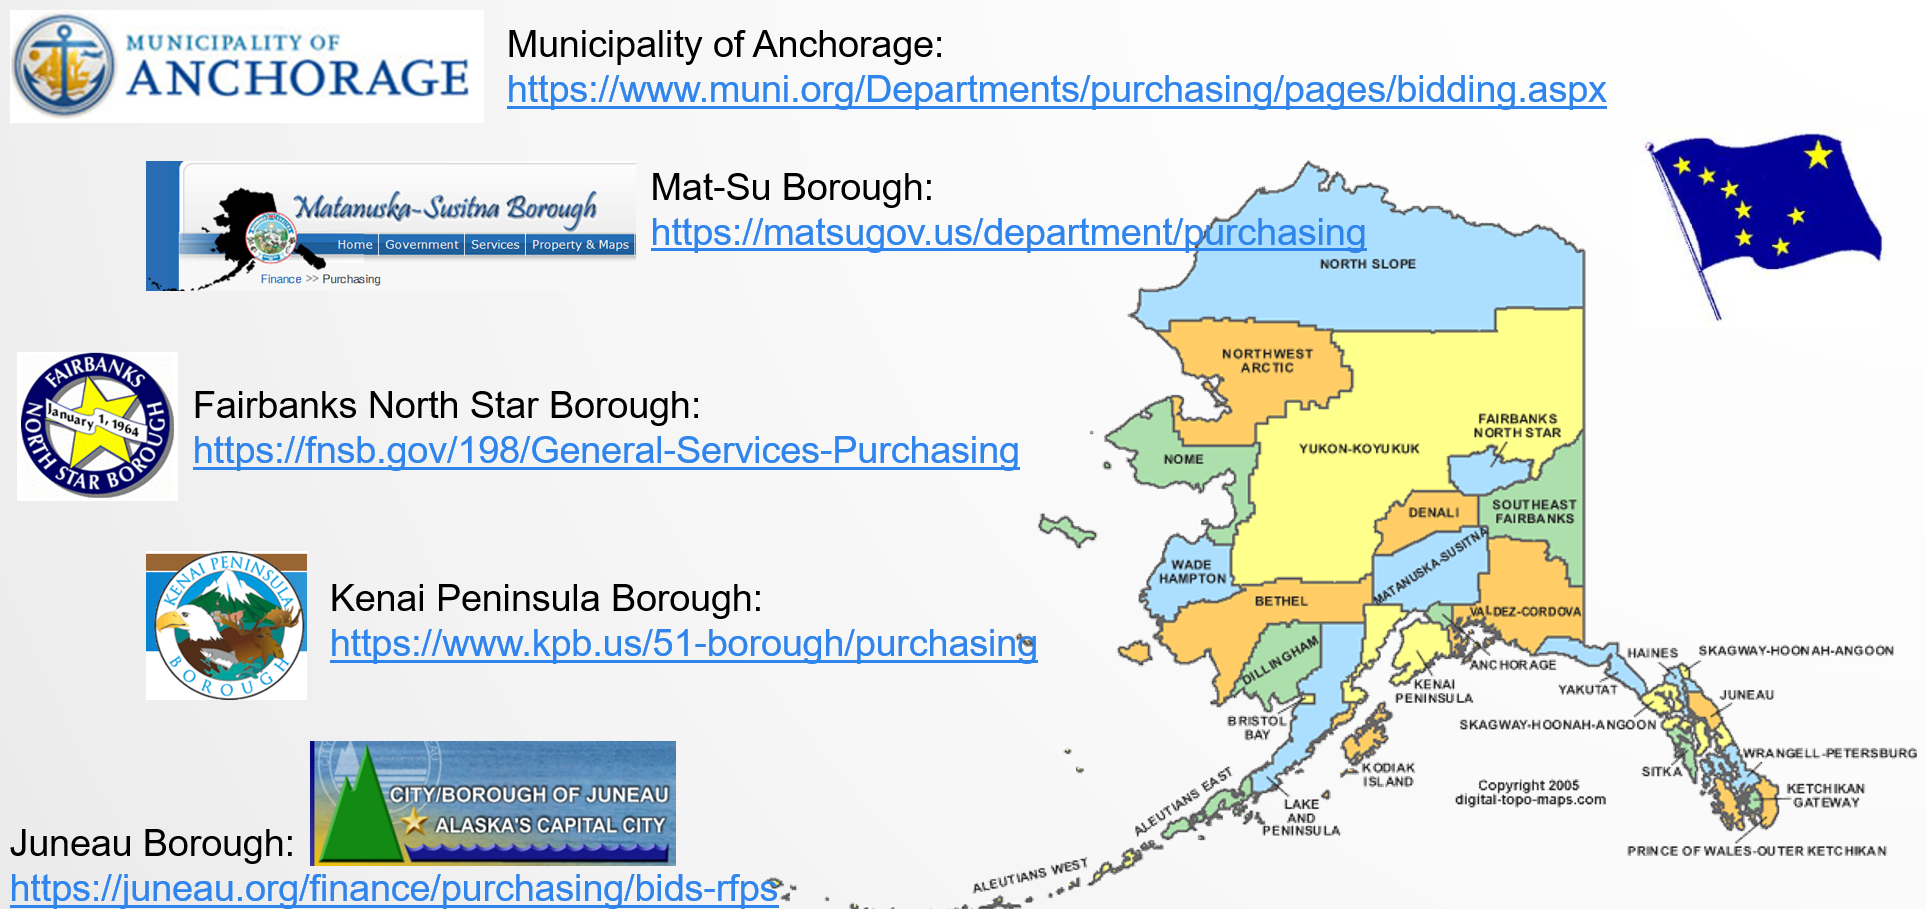 MUNICIPALITY OF
ANCHORAGE
Municipality of Anchorage:
https://www.muni.org/Departments/purchasing/pages/bidding.aspx
Matanuska-Susitna Borough
Home Government Services Property & Maps
Finance >> Purchasing
Mat-Su Borough:
https://matsugov.us/department/purchasing
FAIRBANKS
January 1, 1964
NORTH STAR BOROUGH
Fairbanks North Star Borough:
https://fnsb.gov/198/General-Services-Purchasing
KENAI PENINSULA
BOROUGH
Kenai Peninsula Borough:
https://www.kpb.us/51-borough/purchasing
CITY/BOROUGH OF JUNEAU
ALASKA'S CAPITAL CITY
Juneau Borough:
https://juneau.org/finance/purchasing/bids-rfps
NORTH SLOPE
NORTHWEST
ARCTIC
FAIRBANKS
NORTH STAR
YUKON-KOYUKUK
NOME
SOUTHEAST
FAIRBANKS
DENALI
MATANUSKA-SUSITNA
WADE
HAMPTON
BETHEL
VALDEZ-CORDOVA
DILLINGHAM
ANCHORAGE
HAINES
SKAGWAY-HOONAH-ANGOON
KENAI
PENINSULA
YAKUTAT
JUNEAU
BRISTOL
BAY
SKAGWAY-HOONAH-ANGOON
WRANGELL-PETERSBURG
KODIAK
ISLAND
SITKA
Copyright 2005
digital-topo-maps.com
KETCHIKAN
GATEWAY
ALEUTIANS EAST
LAKE
AND
PENINSULA
PRINCE OF WALES-OUTER KETCHIKAN
ALEUTIANS WEST